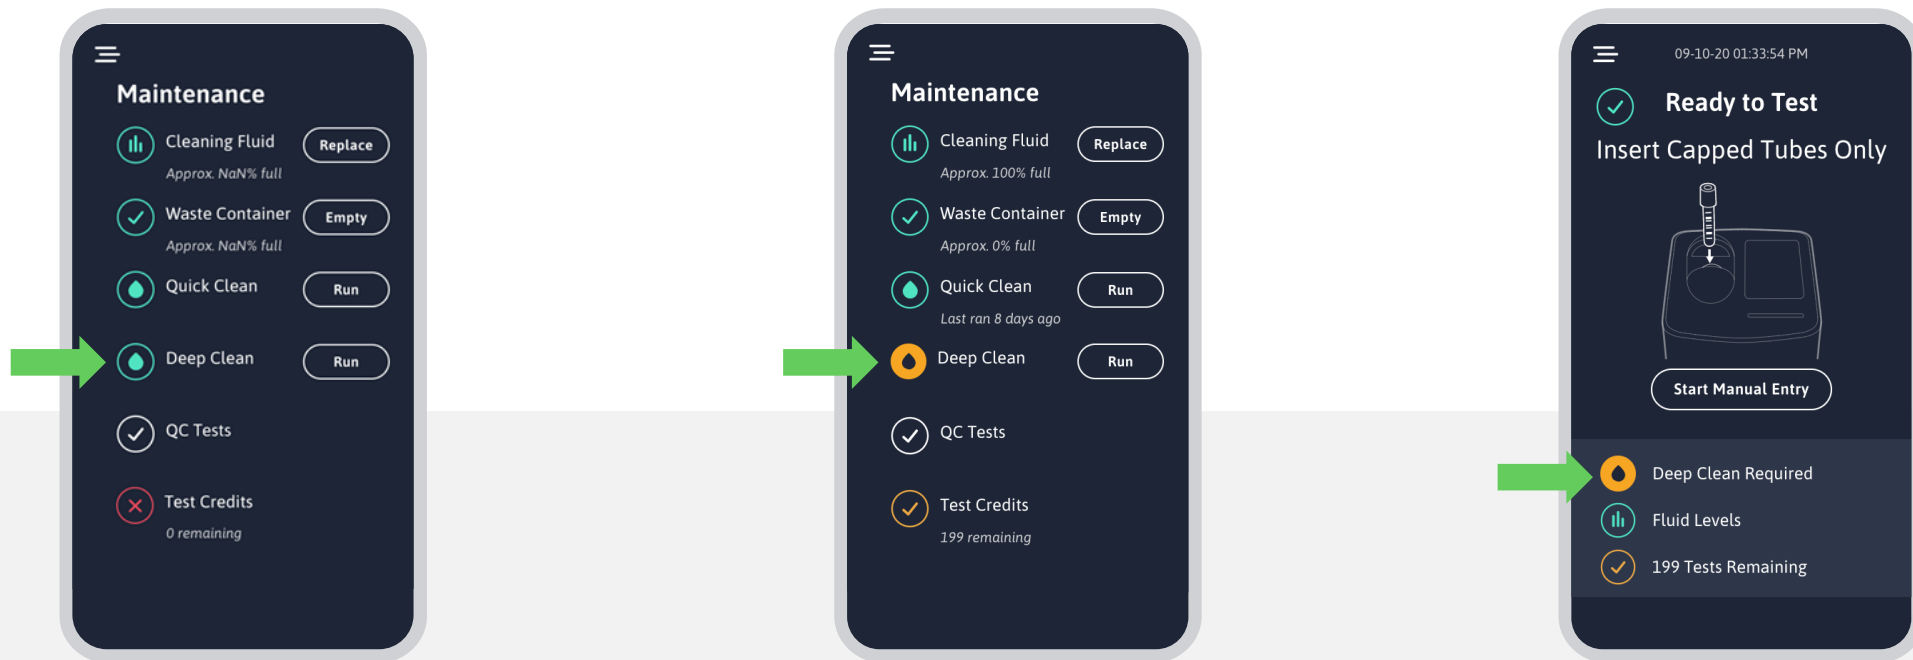 Maintenance
Cleaning Fluid
Replace
Approx. NaN% full
Waste Container
Empty
Approx. NaN% full
Quick Clean
Run
Deep Clean
Run
QC Tests
Test Credits
0 remaining
Maintenance
Cleaning Fluid
Replace
Approx. 100% full
Waste Container
Empty
Approx. 0% full
Quick Clean
Run
Last ran 8 days ago
Deep Clean
Run
QC Tests
Test Credits
199 remaining
09-10-20 01:33:54 PM
Ready to Test
Insert Capped Tubes Only
Start Manual Entry
Deep Clean Required
Fluid Levels
199 Tests Remaining